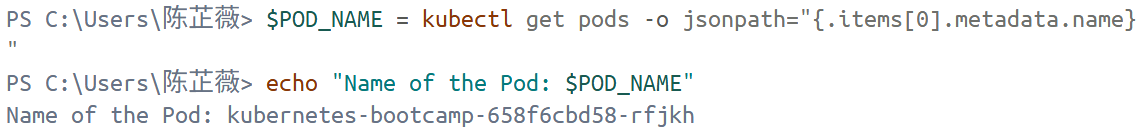 PS C:\Users\陈芷薇> $POD_NAME = kubectl get pods -o jsonpath="{.items[0].metadata.name}
"
PS C:\Users\陈芷薇> echo "Name of the Pod: $POD_NAME"
Name of the Pod: kubernetes-bootcamp-658f6cbd58-rfjkh